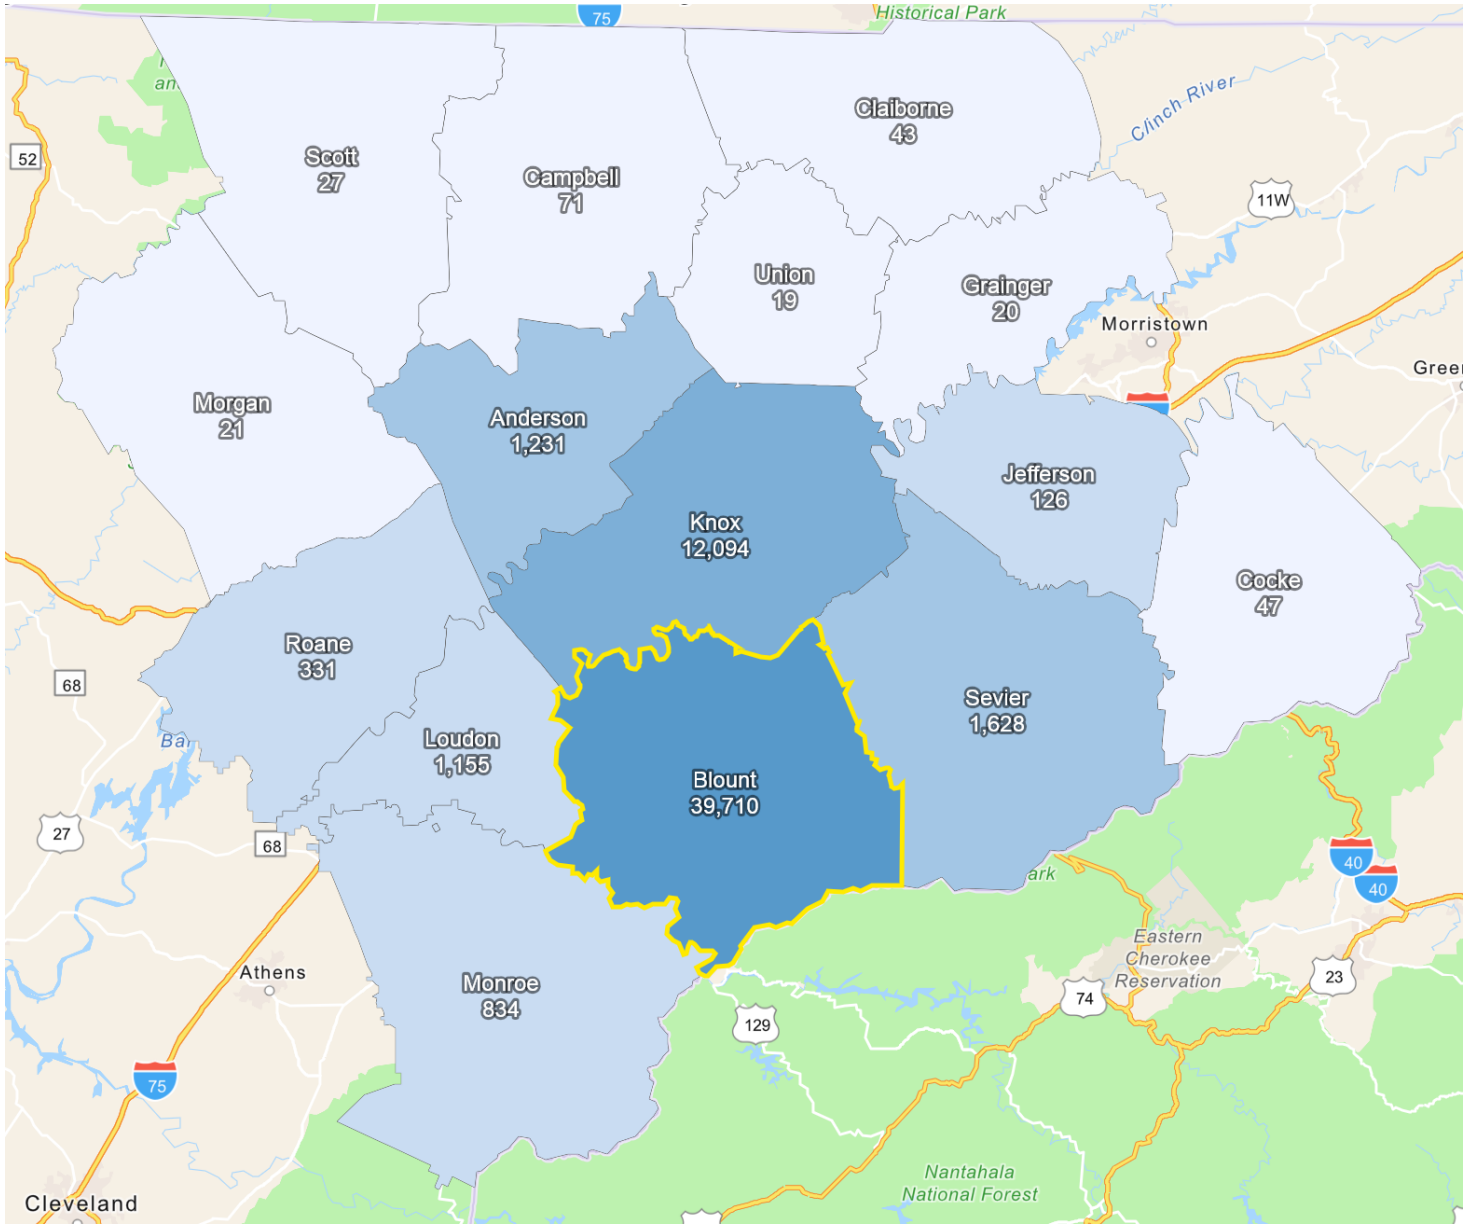 75
Historical Park
Claiborne
43
Clinch River
52
Scott
27
Campbell
71
11W
Union
19
Grainger
20
Morristown
Morgan
21
Anderson
1,231
Jefferson
126
Knox
12,094
Cocke
47
Roane
331
68
Sevier
1,628
Loudon
1,155
Blount
39,710
27
68
40
40
Eastern
Cherokee
Reservation
Athens
Monroe
834
74
23
129
75
Nantahala
National Forest
Cleveland